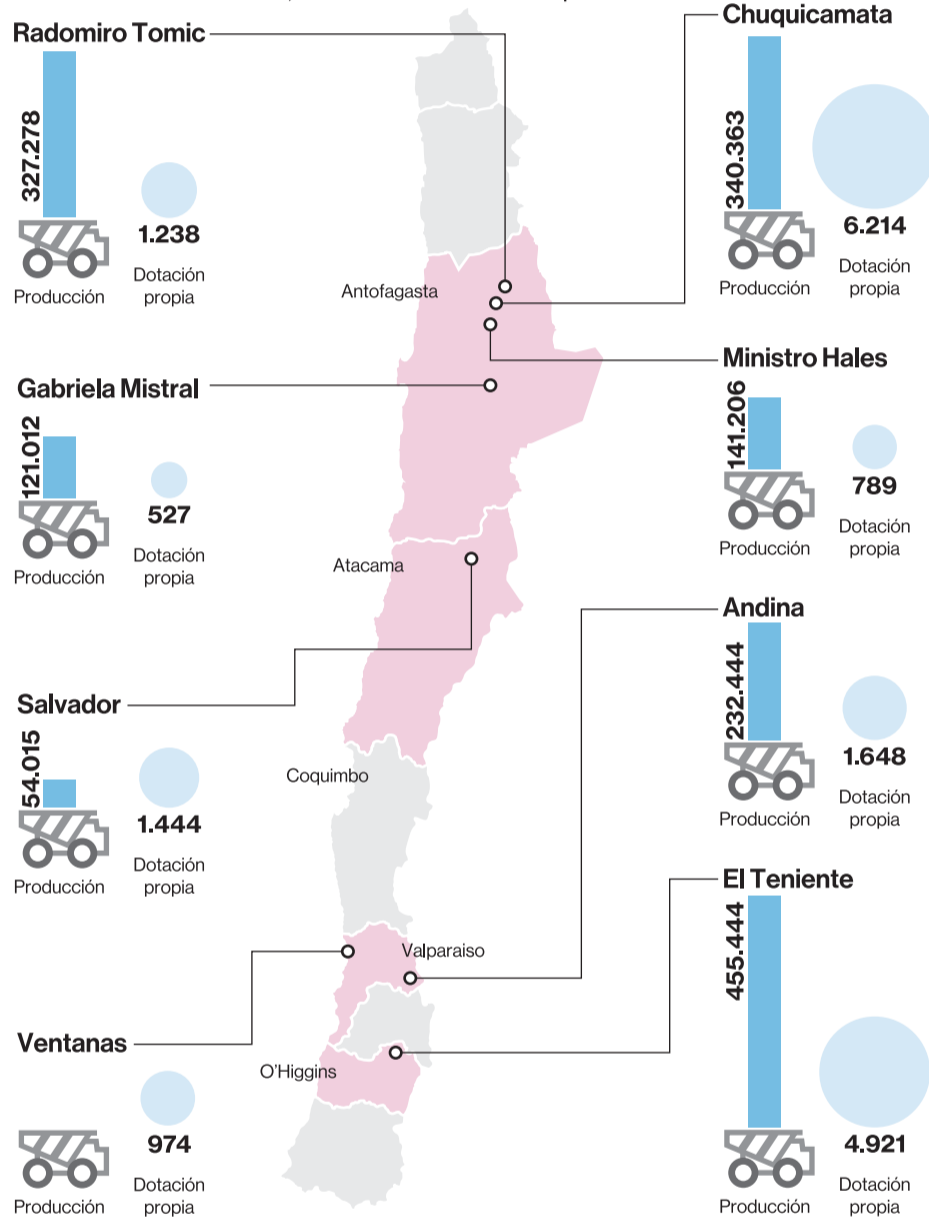 Radomiro Tomic
327.278
1.238
Producción
Dotación
propia
Chuquicamata
340.363
6.214
Producción
Dotación
propia
Antofagasta
Gabriela Mistral
121.012
527
Producción
Dotación
propia
Ministro Hales
141.206
789
Producción
Dotación
propia
Atacama
Salvador
54.015
1.444
Producción
Dotación
propia
Andina
232.444
1.648
Producción
Dotación
propia
Coquimbo
Valparaiso
Ventanas
974
Producción
Dotación
propia
O'Higgins
El Teniente
455.444
4.921
Producción
Dotación
propia